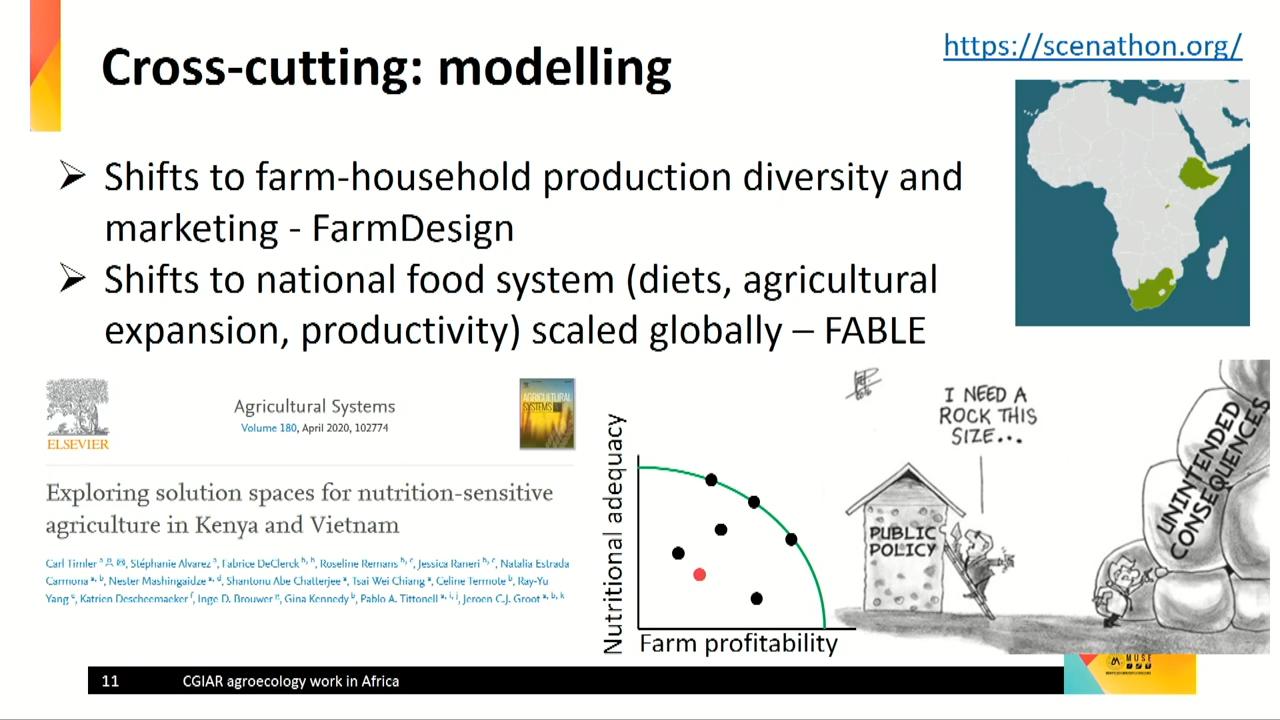 Cross-cutting: modelling
https://scenathon.org/
Shifts to farm-household production diversity and
marketing - FarmDesign
Shifts to national food system (diets, agricultural
expansion, productivity) scaled globally – FABLE
ELSEVIER
Agricultural Systems
Volume 180, April 2020, 102774
AGRICULTURAL
SYSTEMS
Exploring solution spaces for nutrition-sensitive
agriculture in Kenya and Vietnam
Carl Timler a, Stéphanie Alvarez a, Fabrice DeClerck b, h, Roseline Remans b, c, Jessica Raneri b, c, Natalia Estrada
Carmona a, b, Nester Mashingaidze a, d, Shantonu Abe Chatterjee a, Tsai Wei Chiang a, Celine Termote b, Ray-Yu
Yang e, Katrien Descheemaeker f, Inge D. Brouwer g, Gina Kennedy b, Pablo A. Tittonell a, i, j, Jeroen C.J. Groot a, b, k
Nutritional adequacy
Farm profitability
I NEED A
ROCK THIS
SIZE...
PUBLIC
POLICY
UNINTENDED
CONSEQUENCES
11
CGIAR agroecology work in Africa
MUSE